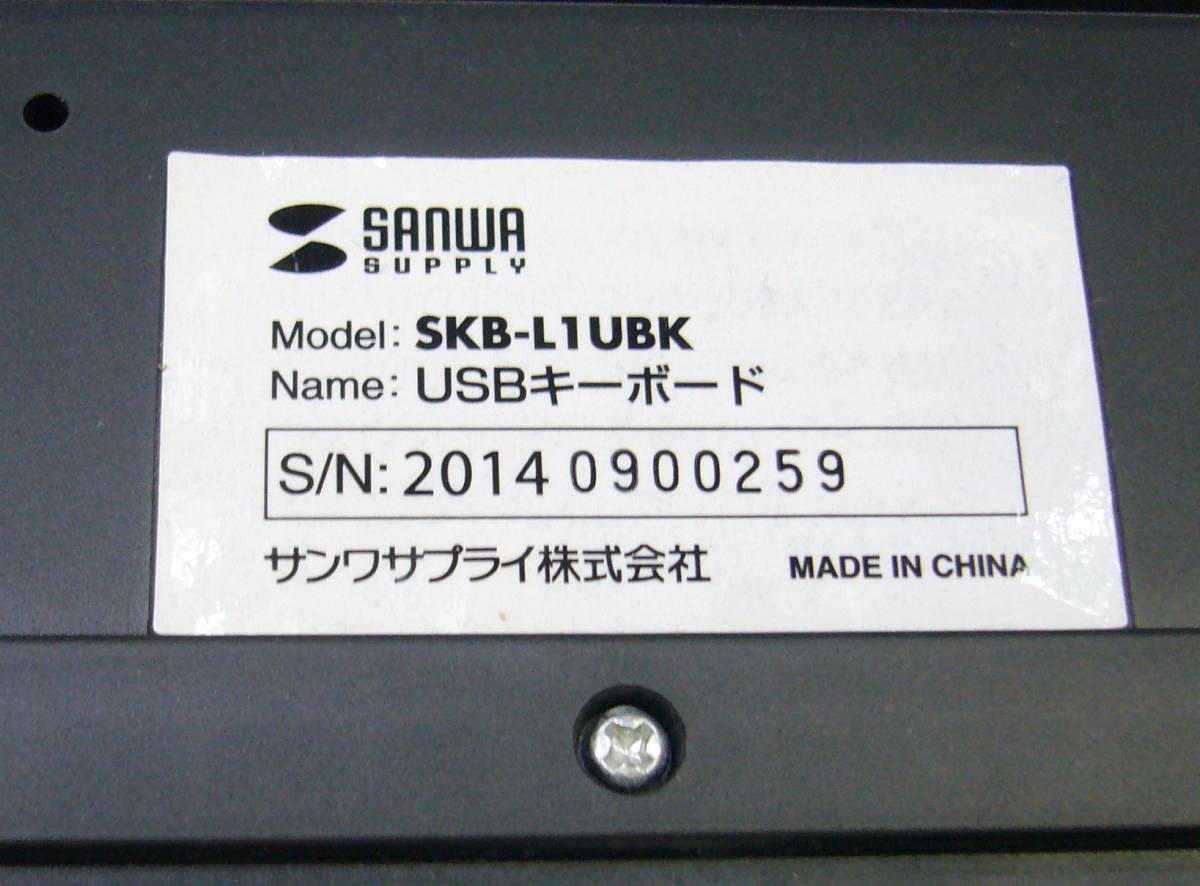 SANWA
SUPPLY
Model: SKB-L1UBK
Name: USBキーボード
S/N: 2014 0900259
サンワサプライ株式会社 MADE IN CHINA